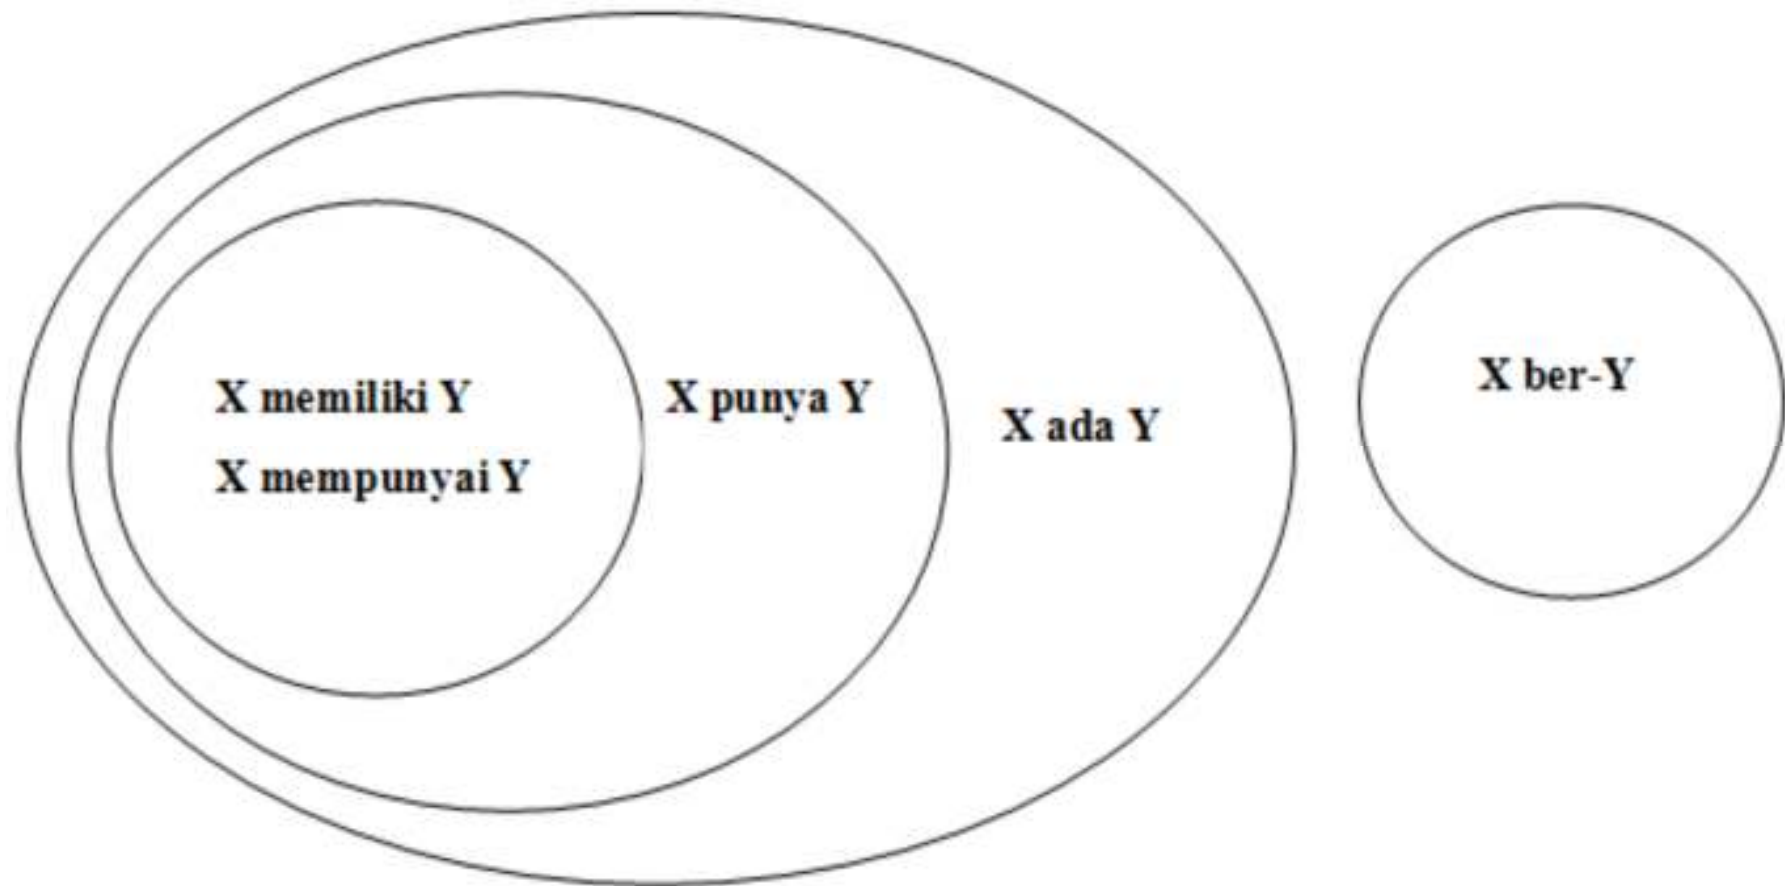 X memiliki Y
X mempunyai Y
X punya Y
X ada Y
X ber-Y